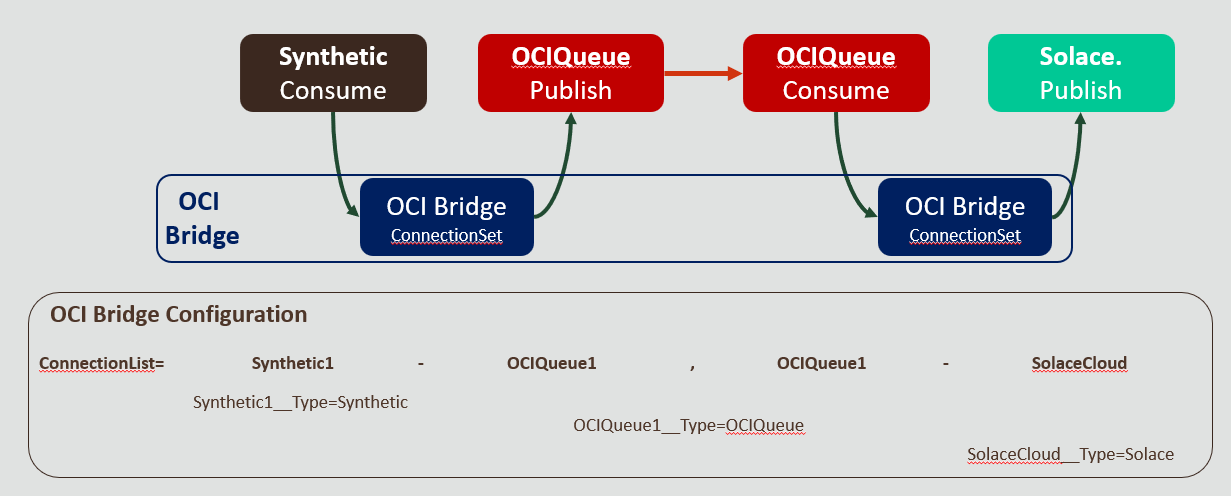 Synthetic
Consume
OCIQueue
Publish
OCIQueue
Consume
Solace.
Publish
OCI
Bridge
OCI Bridge
ConnectionSet
OCI Bridge
ConnectionSet
OCI Bridge Configuration
ConnectionList= Synthetic1 - OCIQueue1 , OCIQueue1 - SolaceCloud
Synthetic1__Type=Synthetic
OCIQueue1__Type=OCIQueue
SolaceCloud__Type=Solace